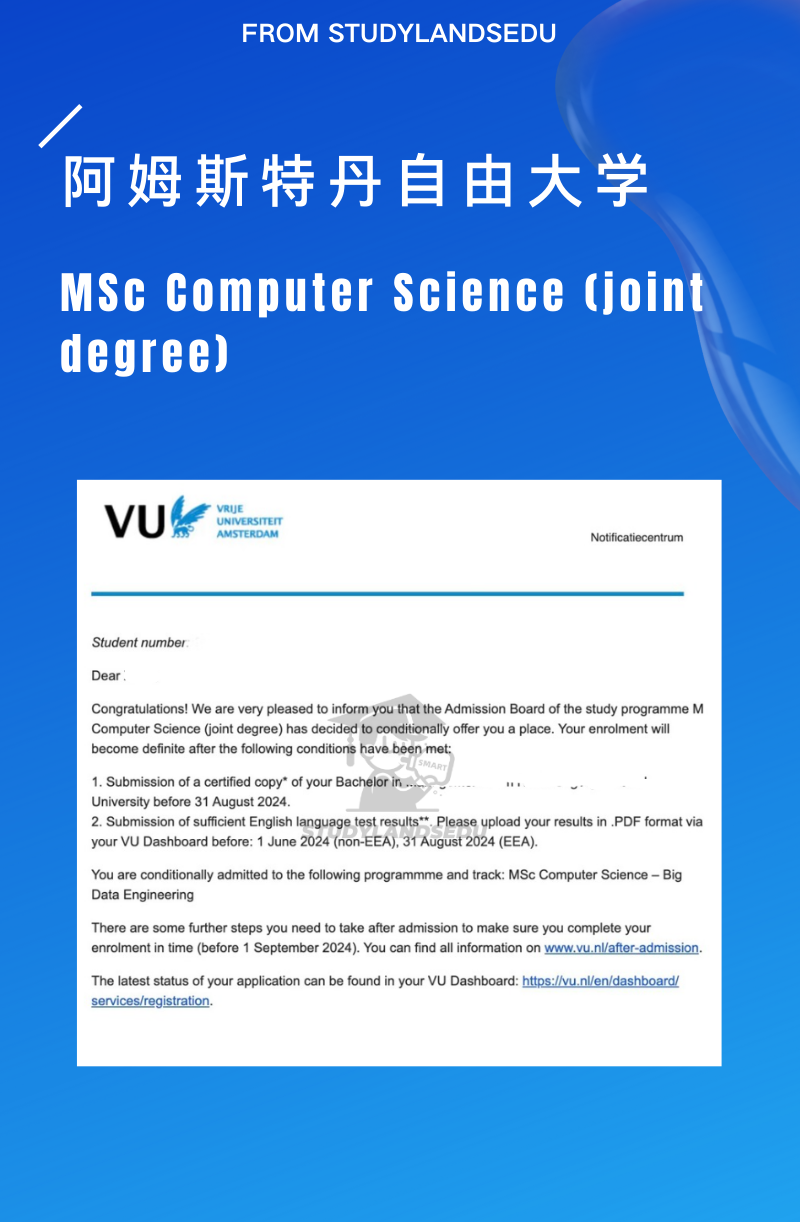 FROM STUDYLANDSEDU
阿姆斯特丹自由大学
MSc Computer Science (joint
degree)
VU VRIJE
UNIVERSITEIT
AMSTERDAM
Notificatiecentrum
Student number:
Dear
Congratulations! We are very pleased to inform you that the Admission Board of the study programme M
Computer Science (joint degree) has decided to conditionally offer you a place. Your enrolment will
become definite after the following conditions have been met:
SMART
1. Submission of a certified copy* of your Bachelor in
University before 31 August 2024.
2. Submission of sufficient English language test results**. Please upload your results in .PDF format via
STUDYLANDSEDU
your VU Dashboard before: 1 June 2024 (non-EEA), 31 August 2024 (EEA).
You are conditionally admitted to the following programmme and track: MSc Computer Science – Big
Data Engineering
There are some further steps you need to take after admission to make sure you complete your
enrolment in time (before 1 September 2024). You can find all information on www.vu.nl/after-admission.
The latest status of your application can be found in your VU Dashboard: https://vu.nl/en/dashboard/
services/registration.